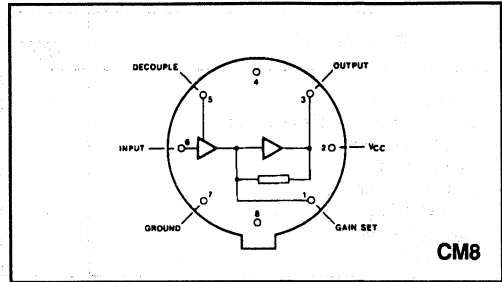 DECOUPLE
OUTPUT
4
5
3
INPUT
6
2
VCC
7
1
GROUND
8
GAIN SET
CM8